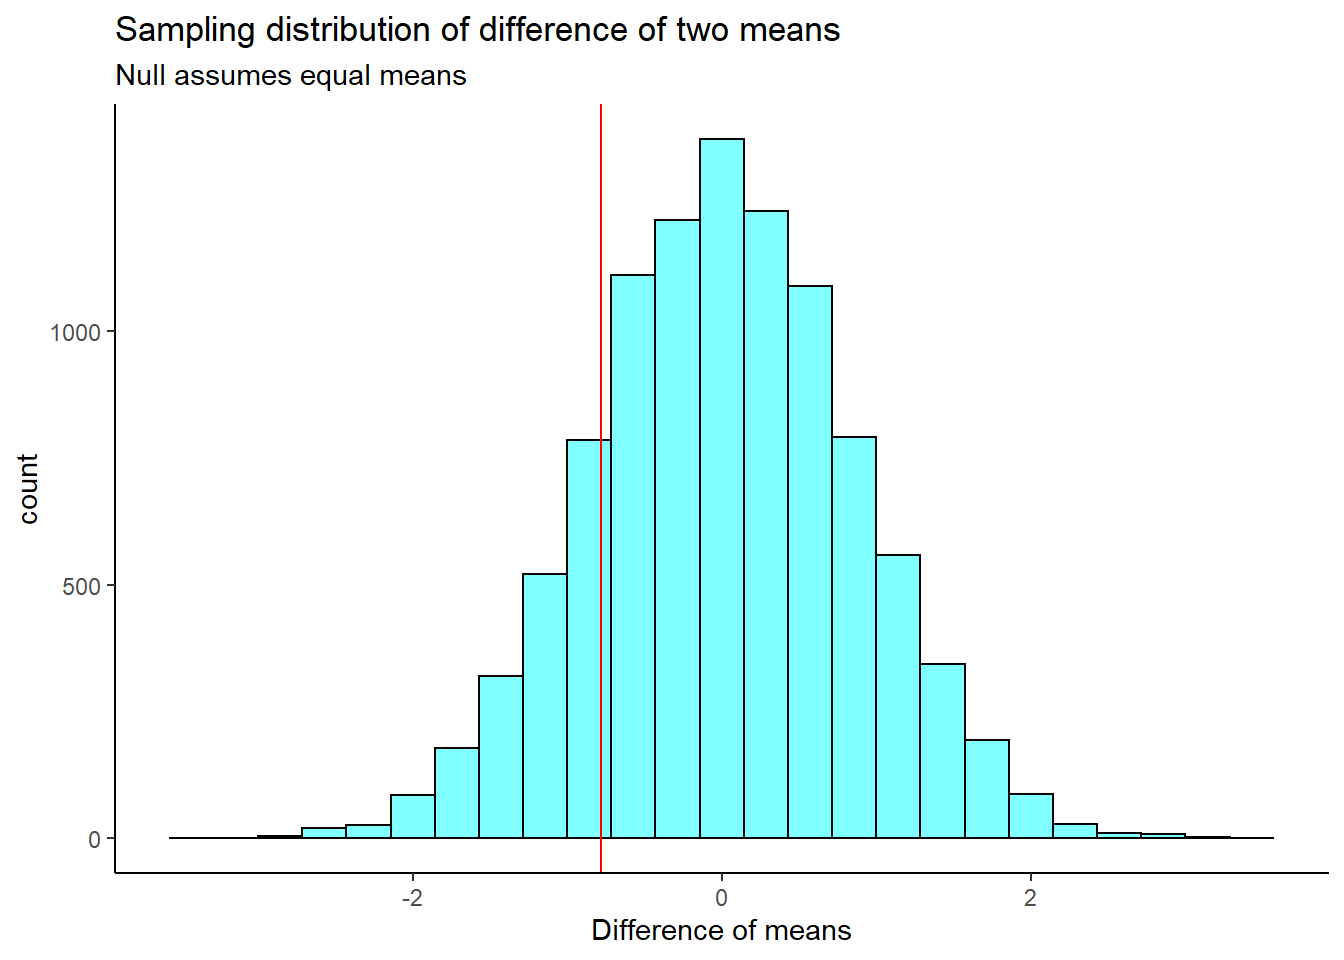 Sampling distribution of difference of two means
Null assumes equal means
count
1000
500
0
-2 0 2
Difference of means